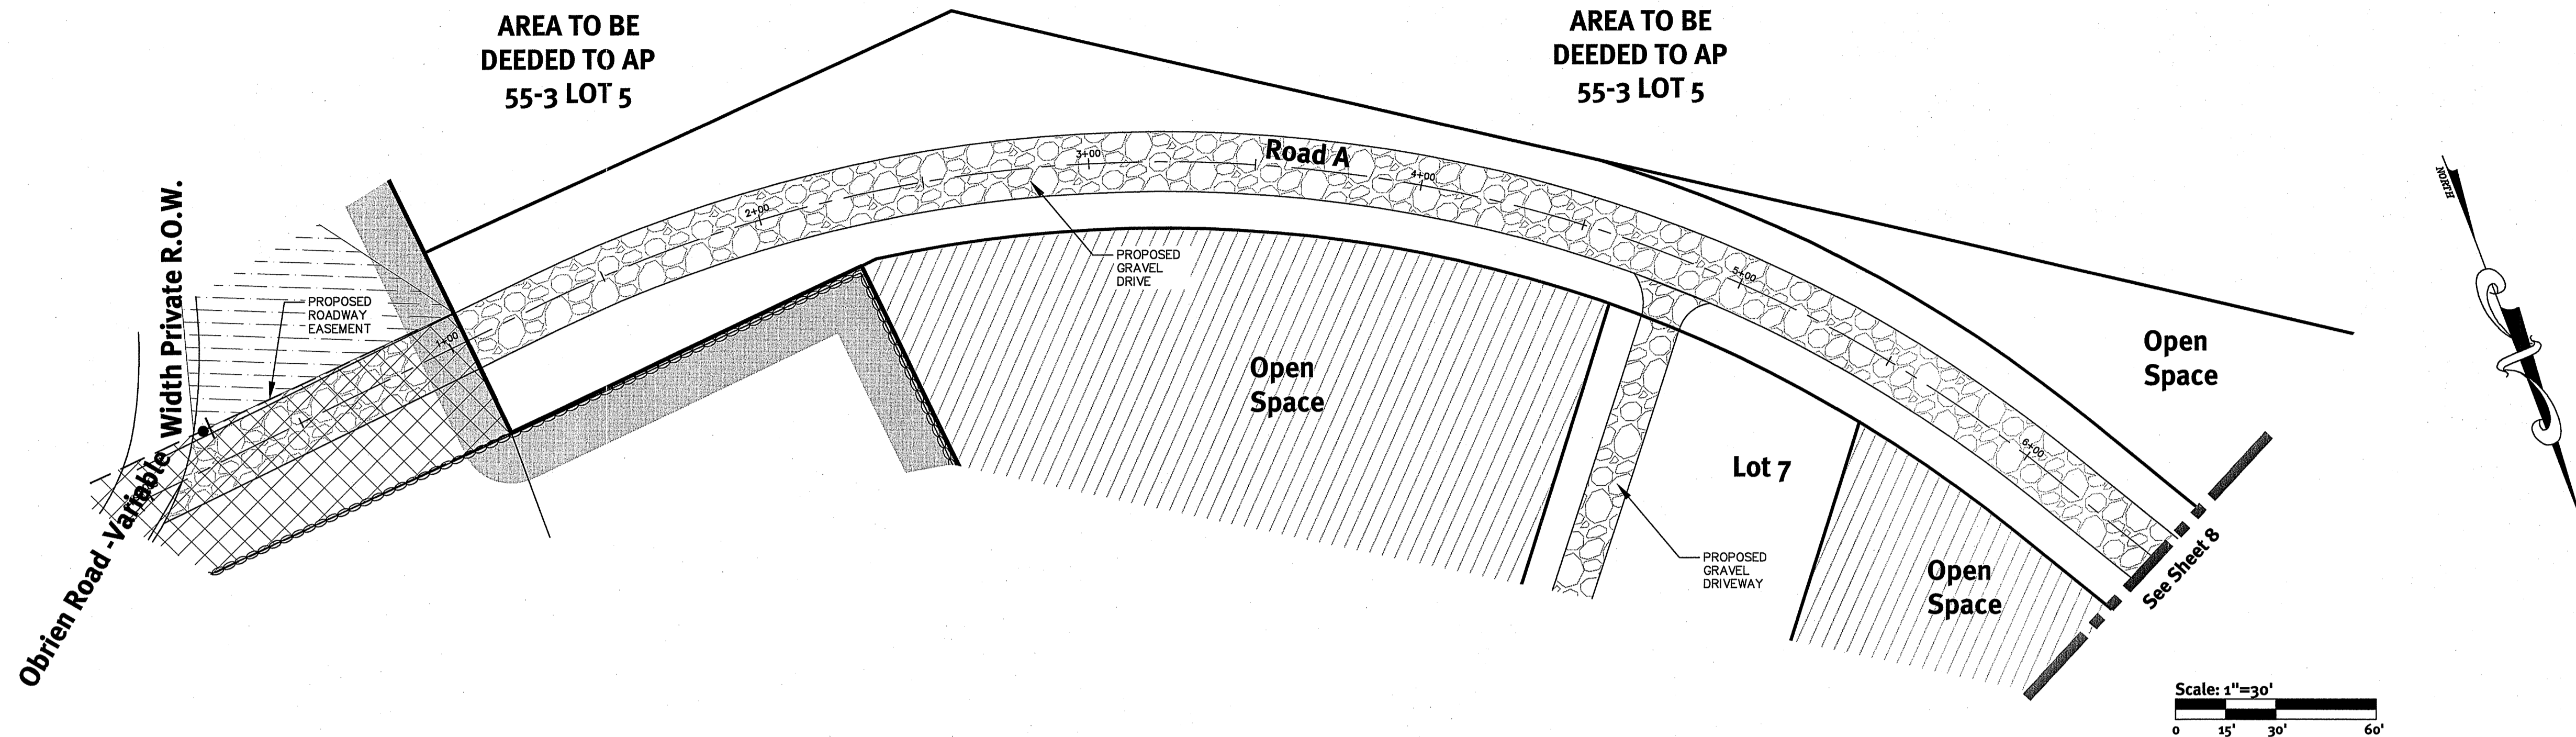 AREA TO BE
DEEDED TO AP
55-3 LOT 5
AREA TO BE
DEEDED TO AP
55-3 LOT 5
Road A
1+00
2+00
3+00
4+00
5+00
6+00
PROPOSED
GRAVEL
DRIVE
PROPOSED
ROADWAY
EASEMENT
Obrien Road -Variable Width Private R.O.W.
Open
Space
Lot 7
PROPOSED
GRAVEL
DRIVEWAY
Open
Space
Open
Space
See Sheet 8
NORTH
Scale: 1"=30'
0 15' 30' 60'